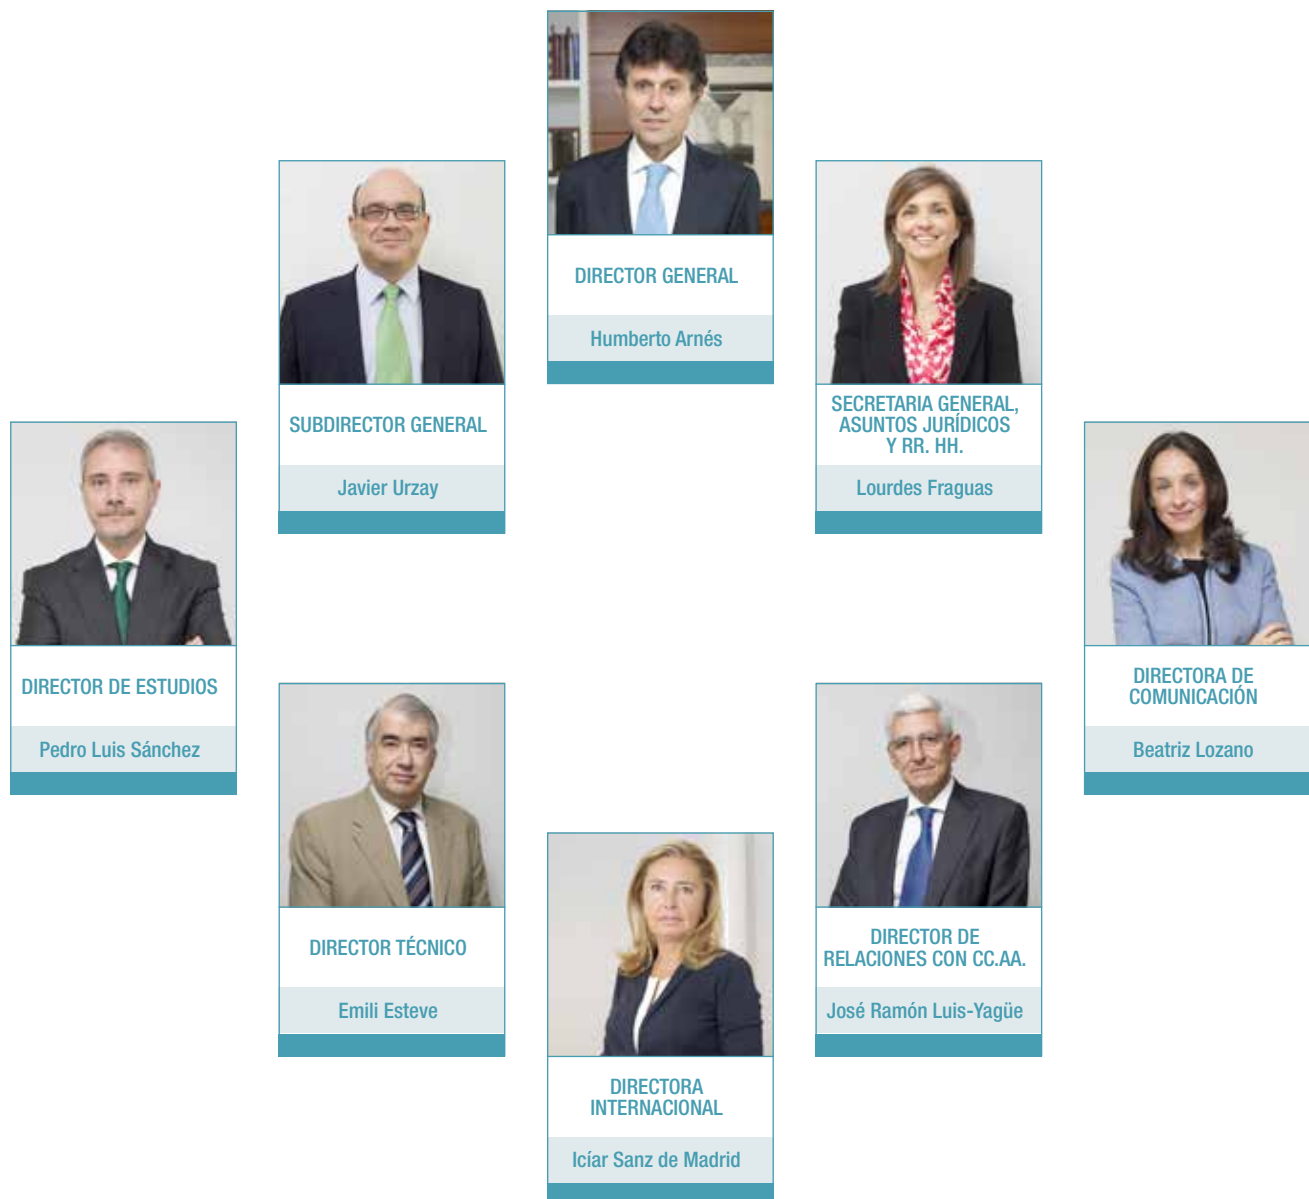 DIRECTOR GENERAL
Humberto Arnés
SUBDIRECTOR GENERAL
Javier Urzay
SECRETARIA GENERAL,
ASUNTOS JURÍDICOS
Y RR. HH.
Lourdes Fraguas
DIRECTOR DE ESTUDIOS
Pedro Luis Sánchez
DIRECTORA DE
COMUNICACIÓN
Beatriz Lozano
DIRECTOR TÉCNICO
Emili Esteve
DIRECTOR DE
RELACIONES CON CC.AA.
José Ramón Luis-Yagüe
DIRECTORA
INTERNACIONAL
Icíar Sanz de Madrid